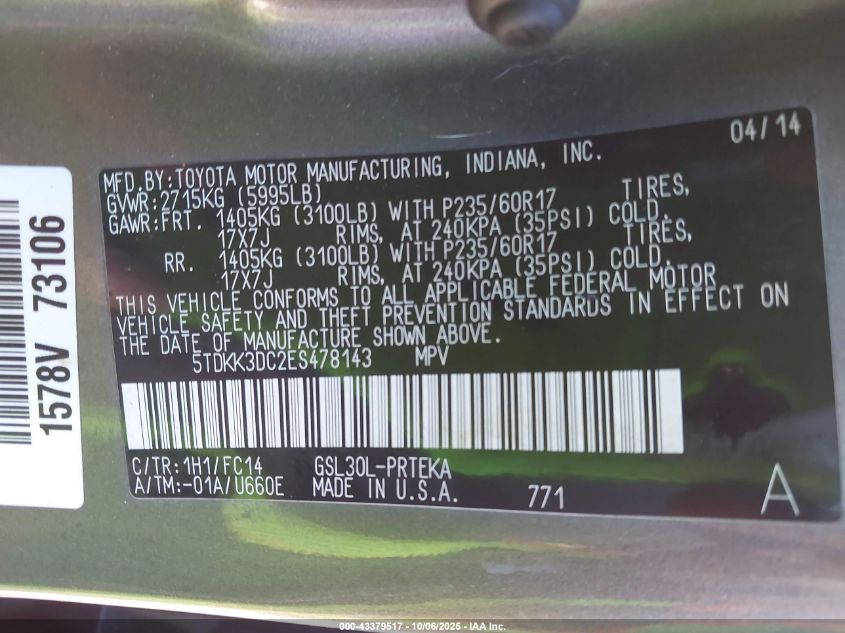 04/14
MFD.BY:TOYOTA MOTOR MANUFACTURING, INDIANA, INC.
GVWR:2715KG (5995LB)
GAWR:FRT. 1405KG (3100LB) WITH P235/60R17 TIRES,
17X7J RIMS, AT 240KPA (35PSI) COLD.
RR. 1405KG (3100LB) WITH P235/60R17 TIRES,
17X7J RIMS, AT 240KPA (35PSI) COLD.
THIS VEHICLE CONFORMS TO ALL APPLICABLE FEDERAL MOTOR
VEHICLE SAFETY AND THEFT PREVENTION STANDARDS IN EFFECT ON
THE DATE OF MANUFACTURE SHOWN ABOVE.
5TDKK3DC2ES478143 MPV
C/TR:1H1/FC14 GSL30L-PRTEKA
A/TM:-01A/U660E MADE IN U.S.A. 771 A
1578V 73106
000-43379517 - 10/06/2025 - IAA Inc.